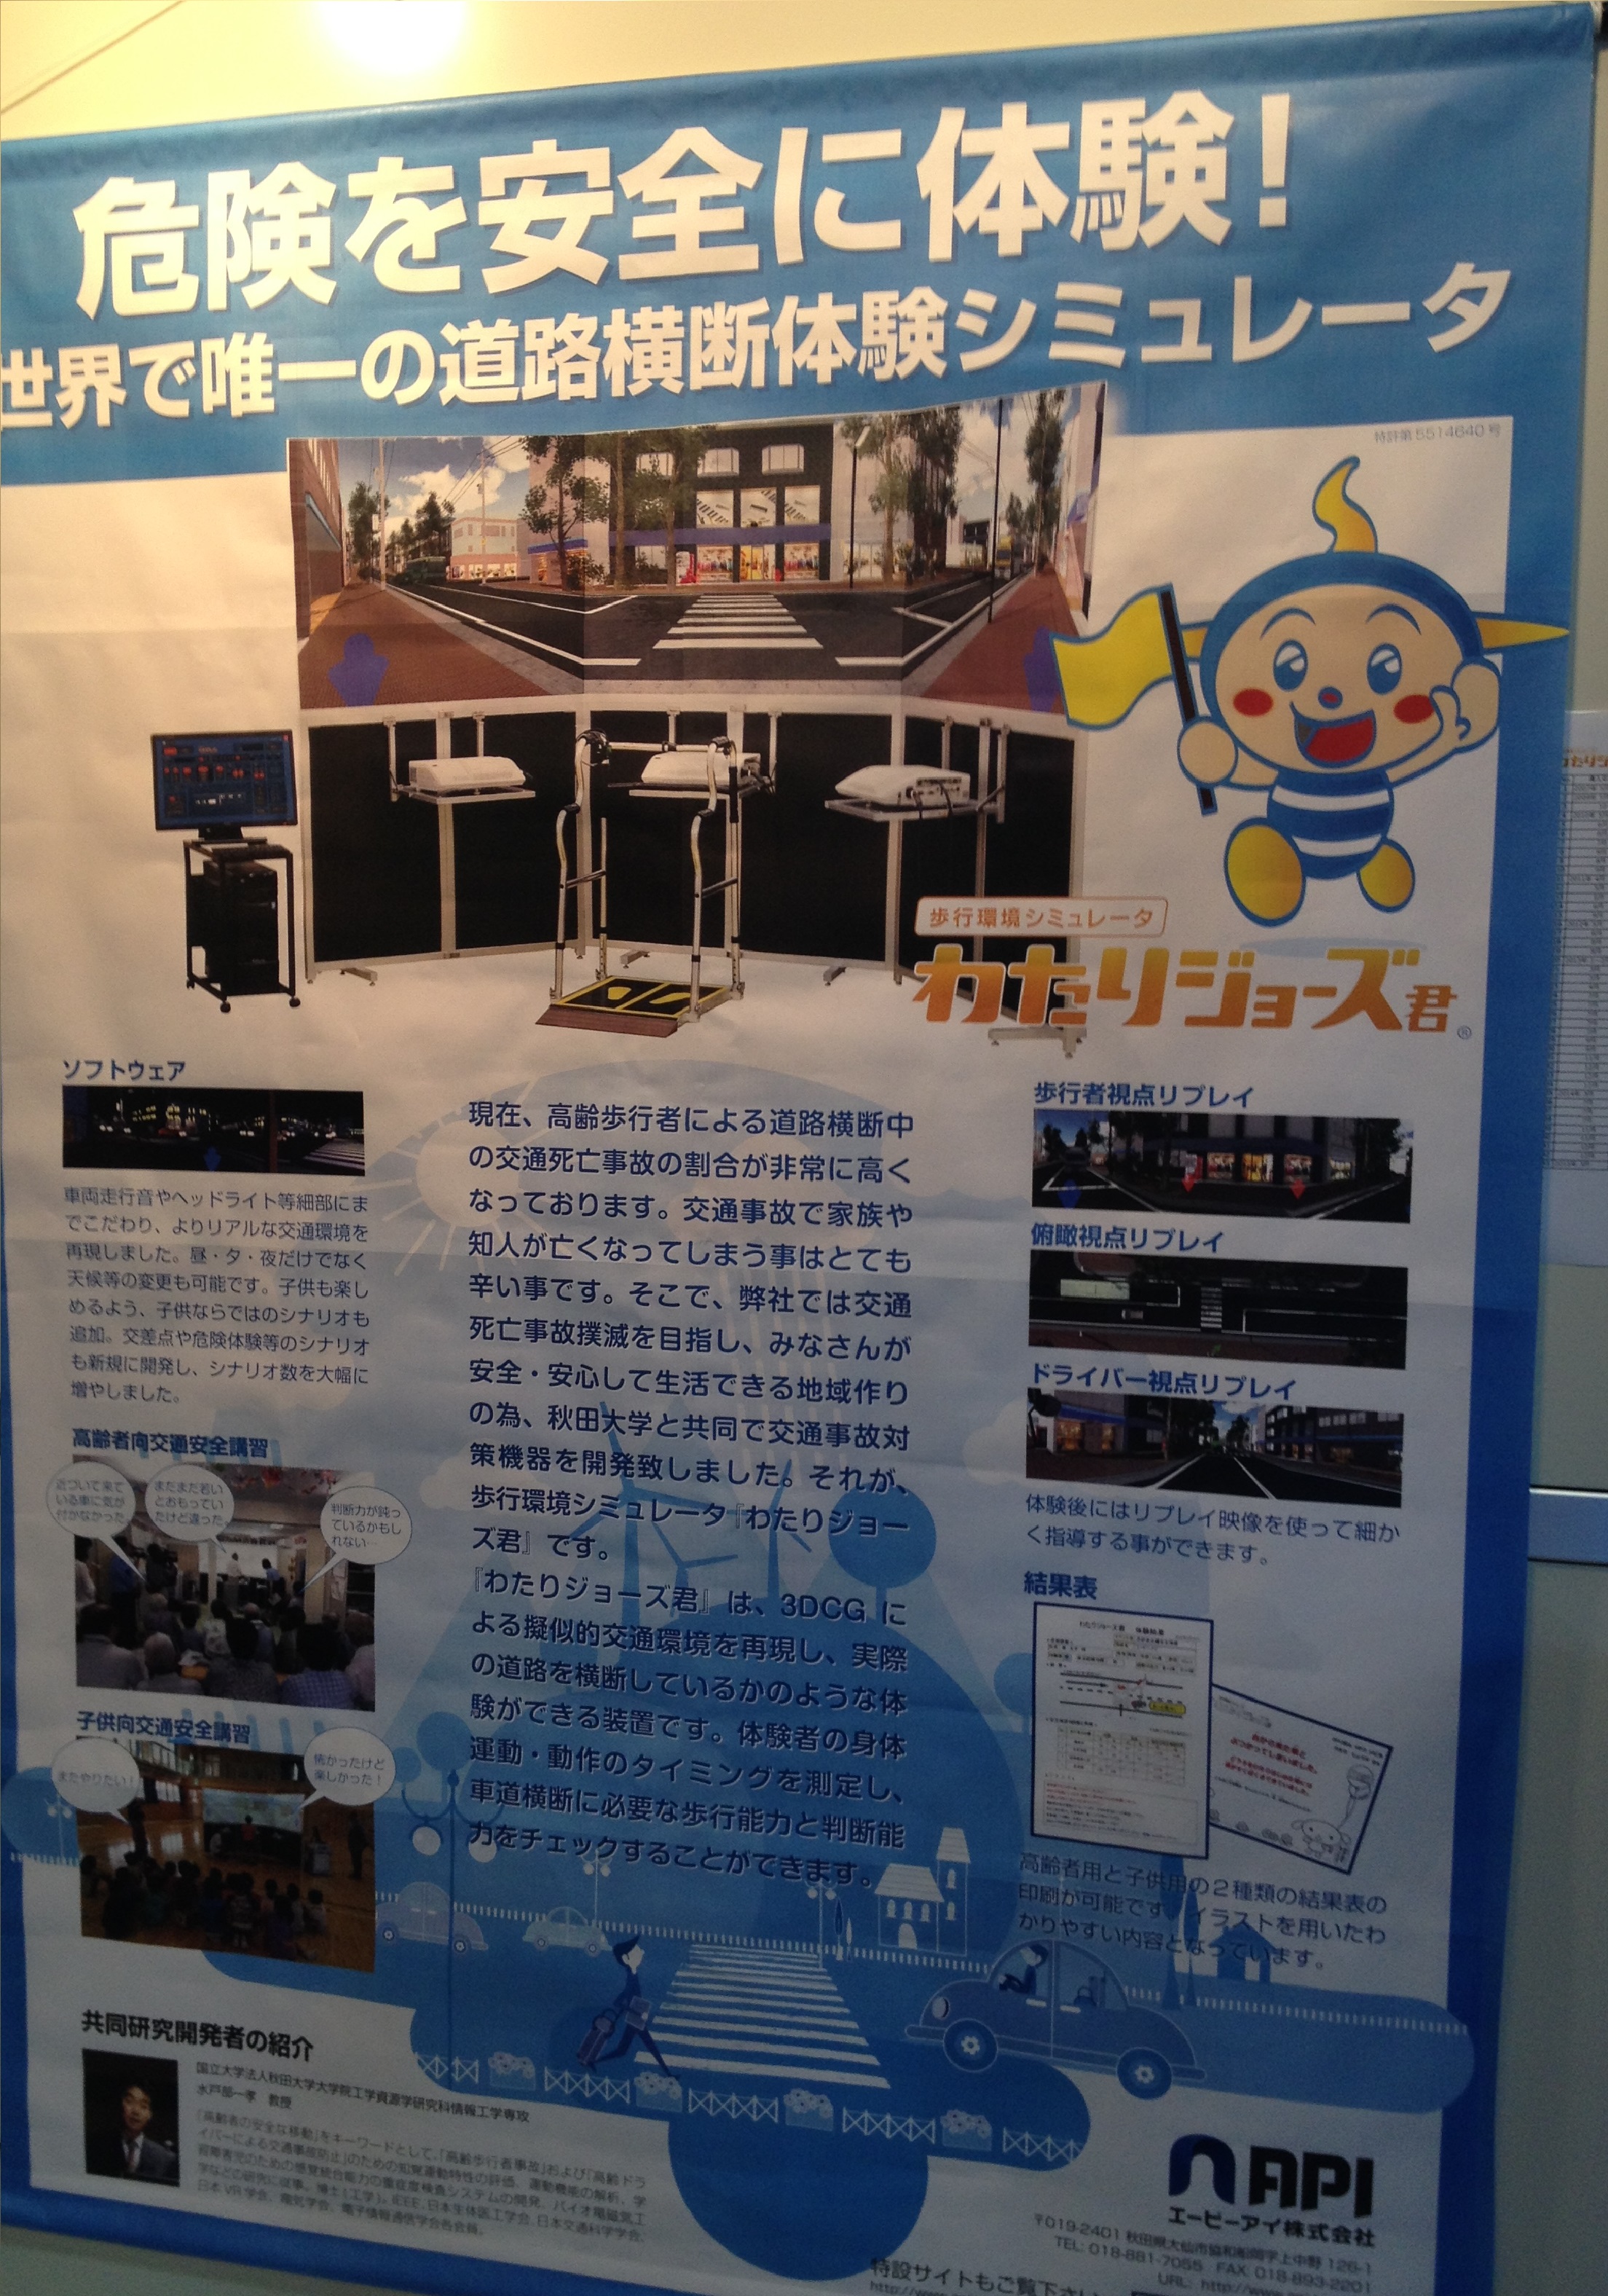 危険を安全に体験!
世界で唯一の道路横断体験シミュレータ
特許第5514640号
歩行環境シミュレータ
わたりジョーズ君®
ソフトウェア
車両走行音やヘッドライト等細部にま
でこだわり、よりリアルな交通環境を
再現しました。昼・夕・夜だけでなく
天候等の変更も可能です。子供も楽し
めるよう、子供ならではのシナリオも
追加。交差点や危険体験等のシナリオ
も新規に開発し、シナリオ数を大幅に
増やしました。
高齢者向交通安全講習
近づいて来て
いる車に気が
付かなかった。
まだまだ若い
とおもってい
たけど違った。
判断力が鈍っ
ているかもし
れない…
子供向交通安全講習
またやりたい!
怖かったけど
楽しかった!
現在、高齢歩行者による道路横断中
の交通死亡事故の割合が非常に高く
なっております。交通事故で家族や
知人が亡くなってしまう事はとても
辛い事です。そこで、弊社では交通
死亡事故撲滅を目指し、みなさんが
安全・安心して生活できる地域作り
の為、秋田大学と共同で交通事故対
策機器を開発致しました。それが、
歩行環境シミュレータ『わたりジョー
ズ君』です。
『わたりジョーズ君』は、3DCG に
よる擬似的交通環境を再現し、実際
の道路を横断しているかのような体
験ができる装置です。体験者の身体
運動・動作のタイミングを測定し、
車道横断に必要な歩行能力と判断能
力をチェックすることができます。
歩行者視点リプレイ
俯瞰視点リプレイ
ドライバー視点リプレイ
体験後にはリプレイ映像を使って細か
く指導する事ができます。
結果表
わたりジョーズ君 体験結果
高齢者用と子供用の2種類の結果表の
印刷が可能です。イラストを用いたわ
かりやすい内容となっています。
共同研究開発者の紹介
国立大学法人秋田大学大学院工学資源学研究科情報工学専攻
水戸部一孝 教授
「高齢者の安全な移動」をキーワードとして、「高齢歩行者事故」および「高齢ドラ
イバーによる交通事故防止」のための知覚運動特性の評価、運動機能の解析、学
習障害児のための感覚統合能力の重症度検査システムの開発、バイオ電磁気工
学などの研究に従事。博士(工学)。IEEE、日本生体医工学会、日本交通科学学会、
日本VR学会、電気学会、電子情報通信学会各会員。
API
エーピーアイ株式会社
〒019-2401 秋田県大仙市協和船岡字上中野 126-1
TEL: 018-881-7055 FAX: 018-893-2201
URL: http://www
特設サイトもご覧下さい
http://www